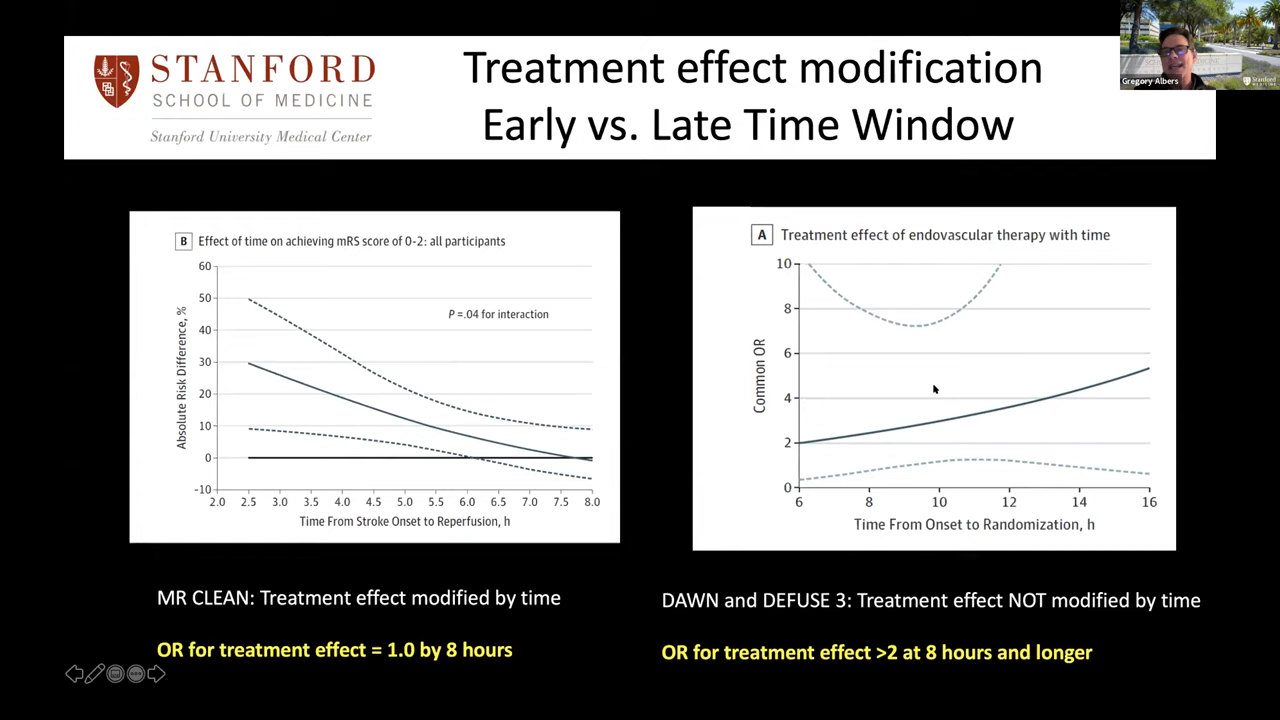 STANFORD
SCHOOL OF MEDICINE
Stanford University Medical Center
Treatment effect modification
Early vs. Late Time Window
Gregory Albers
Stanford
MEDICINE
B Effect of time on achieving mRS score of 0-2: all participants
60
50
40
30
20
10
0
-10
Absolute Risk Difference, %
P =.04 for interaction
2.0 2.5 3.0 3.5 4.0 4.5 5.0 5.5 6.0 6.5 7.0 7.5 8.0
Time From Stroke Onset to Reperfusion, h
A Treatment effect of endovascular therapy with time
10
8
6
4
2
0
Common OR
6 8 10 12 14 16
Time From Onset to Randomization, h
MR CLEAN: Treatment effect modified by time
OR for treatment effect = 1.0 by 8 hours
DAWN and DEFUSE 3: Treatment effect NOT modified by time
OR for treatment effect >2 at 8 hours and longer